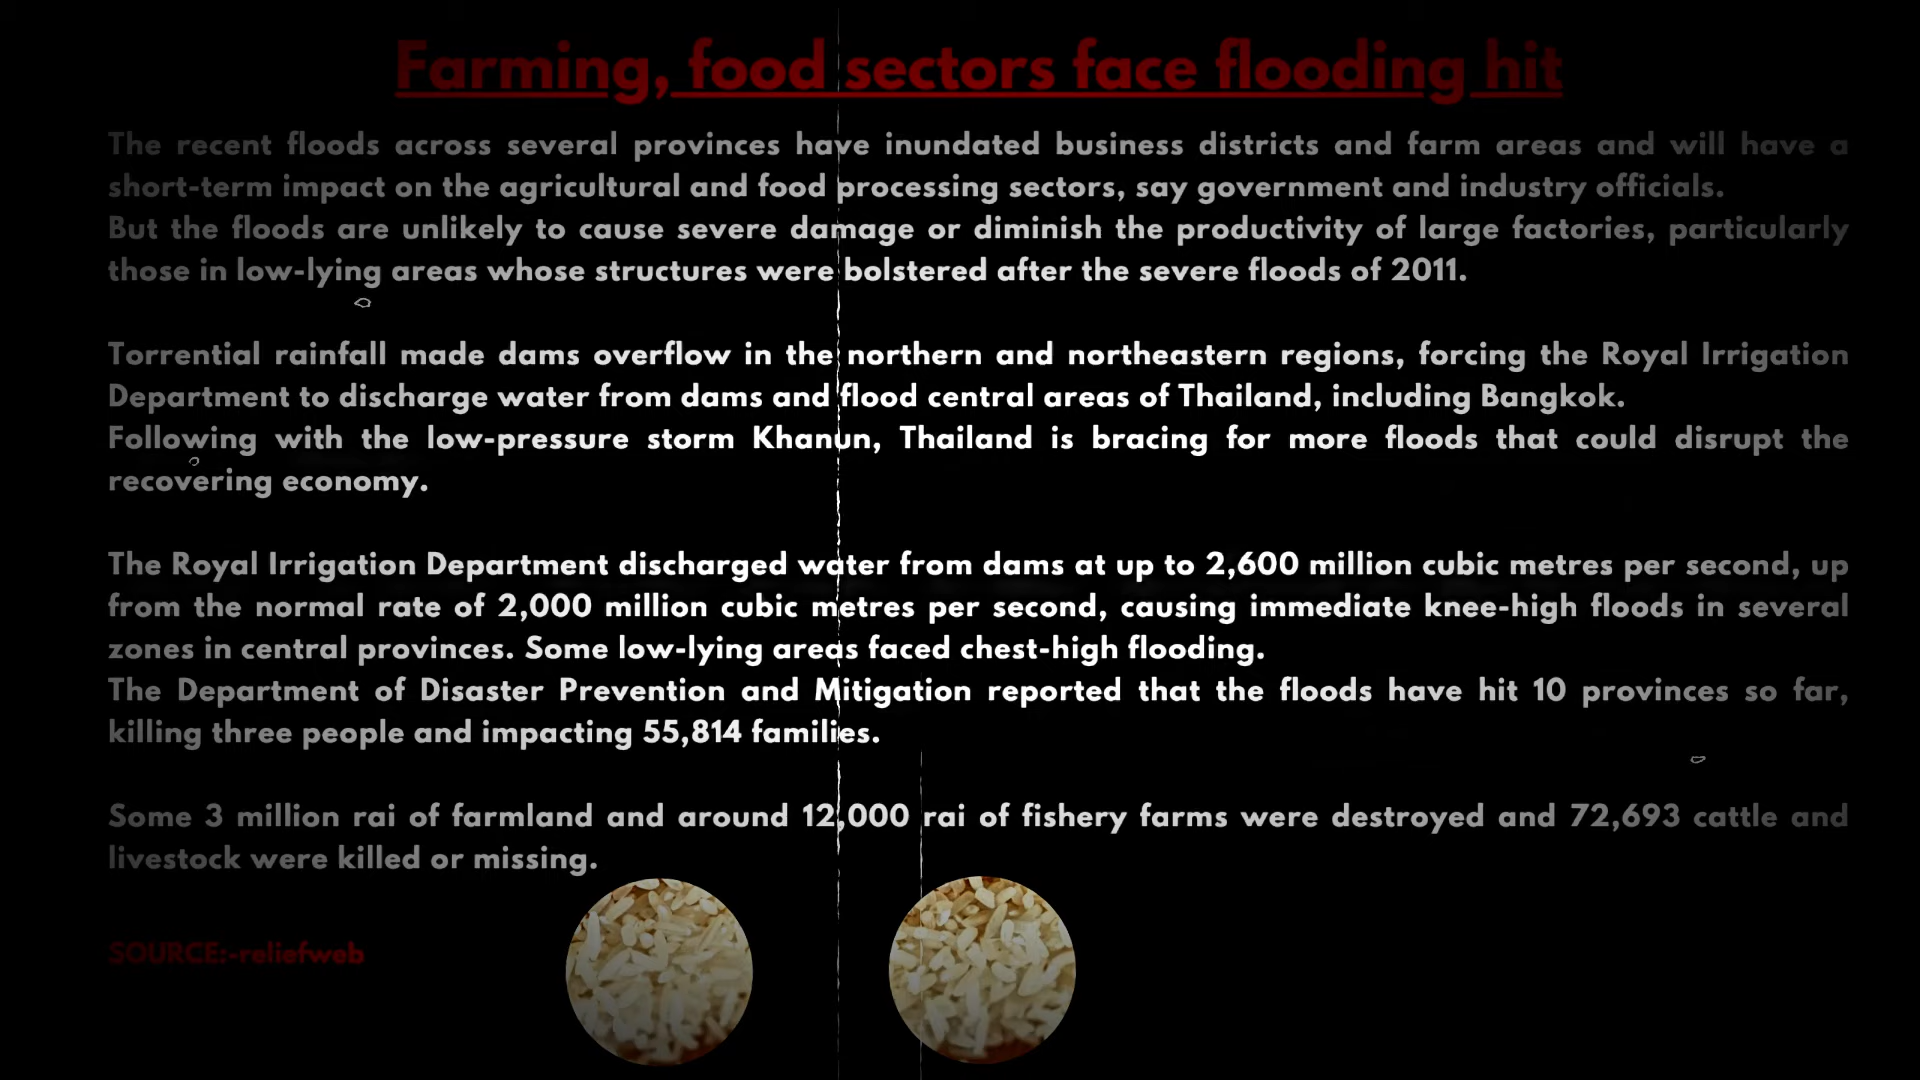 Farming, food sectors face flooding hit
The recent floods across several provinces have inundated business districts and farm areas and will have a
short-term impact on the agricultural and food processing sectors, say government and industry officials.
But the floods are unlikely to cause severe damage or diminish the productivity of large factories, particularly
those in low-lying areas whose structures were bolstered after the severe floods of 2011.
Torrential rainfall made dams overflow in the northern and northeastern regions, forcing the Royal Irrigation
Department to discharge water from dams and flood central areas of Thailand, including Bangkok.
Following with the low-pressure storm Khanun, Thailand is bracing for more floods that could disrupt the
recovering economy.
The Royal Irrigation Department discharged water from dams at up to 2,600 million cubic metres per second, up
from the normal rate of 2,000 million cubic metres per second, causing immediate knee-high floods in several
zones in central provinces. Some low-lying areas faced chest-high flooding.
The Department of Disaster Prevention and Mitigation reported that the floods have hit 10 provinces so far,
killing three people and impacting 55,814 families.
Some 3 million rai of farmland and around 12,000 rai of fishery farms were destroyed and 72,693 cattle and
livestock were killed or missing.
SOURCE:-reliefweb